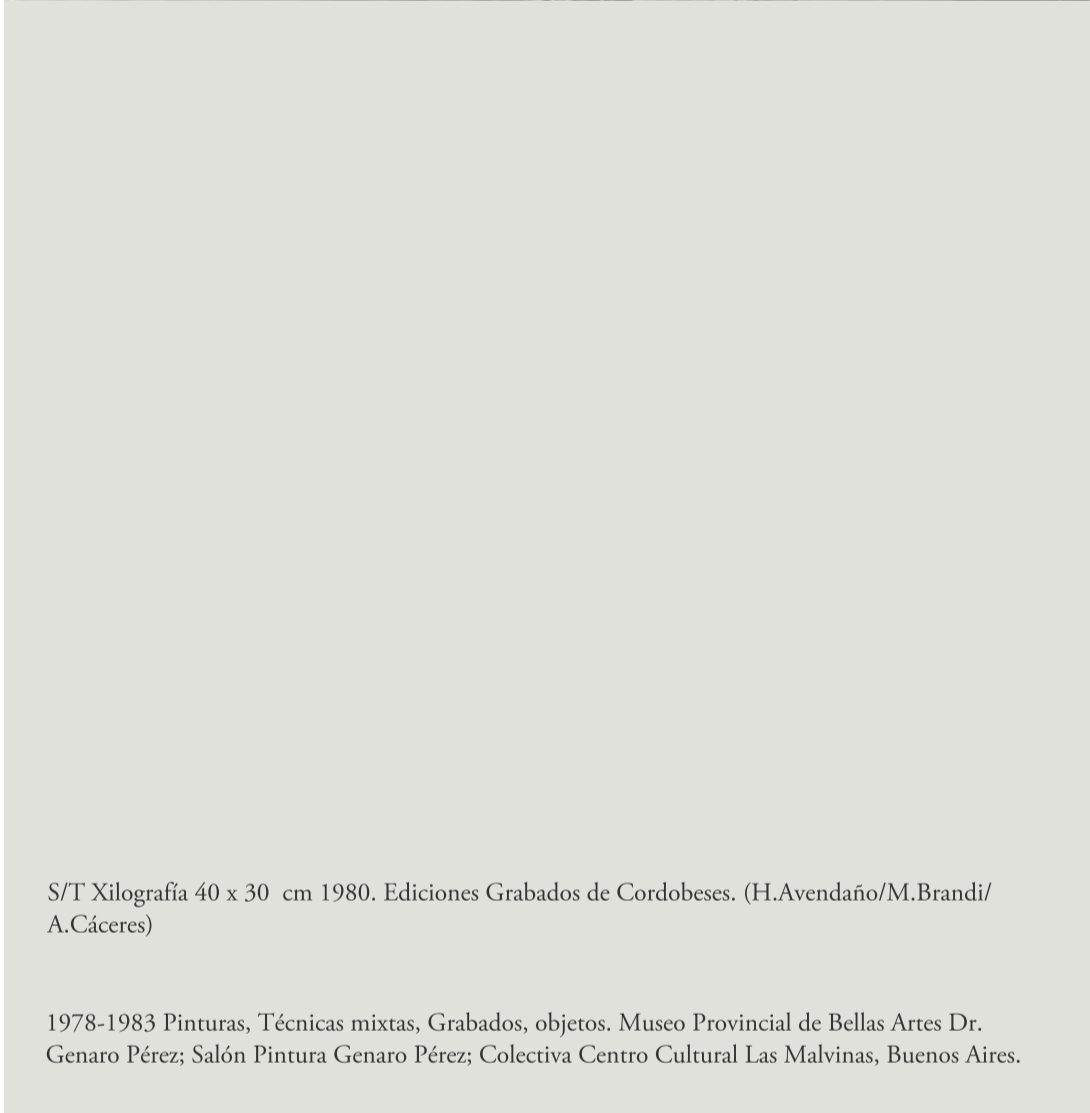 S/T Xilografía 40 x 30  cm 1980. Ediciones Grabados de Cordobeses. (H.Avendaño/M.Brandi/
A.Cáceres)
1978-1983 Pinturas, Técnicas mixtas, Grabados, objetos. Museo Provincial de Bellas Artes Dr.
Genaro Pérez; Salón Pintura Genaro Pérez; Colectiva Centro Cultural Las Malvinas, Buenos Aires.